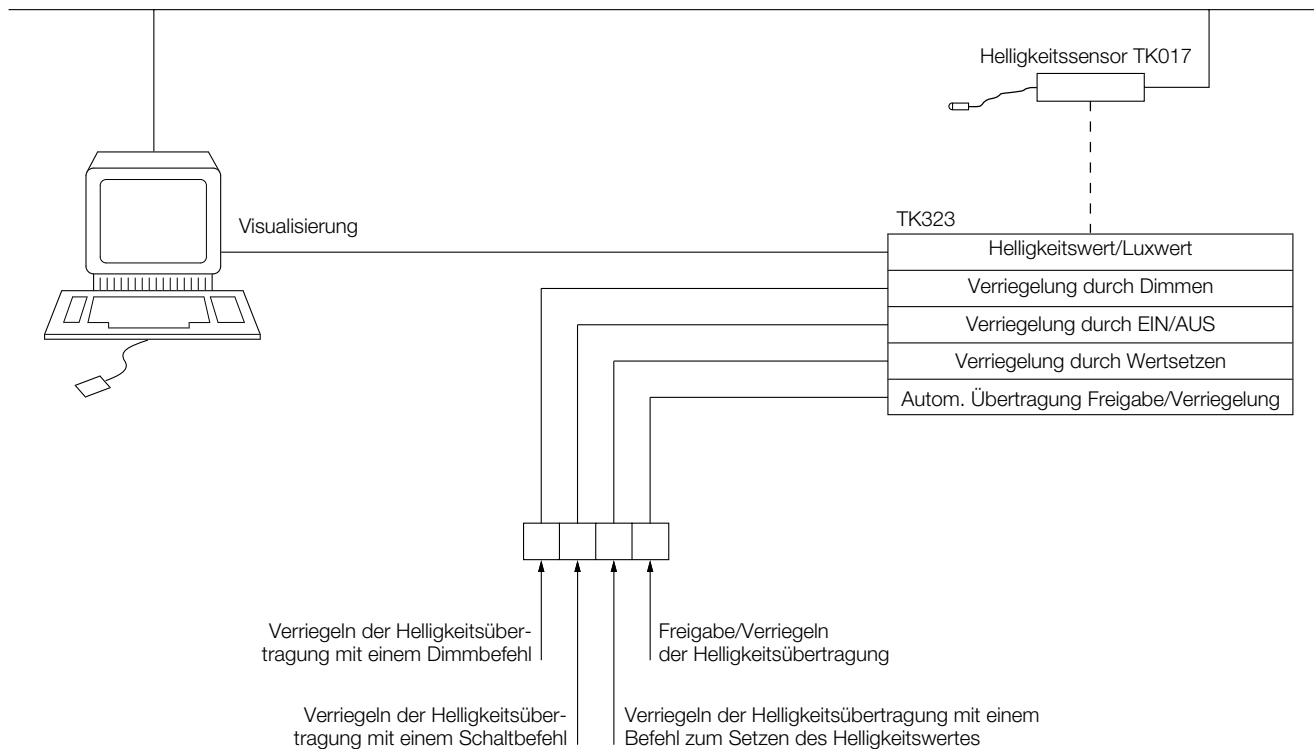 Helligkeitssensor TK017
Visualisierung
TK323
Helligkeitswert/Luxwert
Verriegelung durch Dimmen
Verriegelung durch EIN/AUS
Verriegelung durch Wertsetzen
Autom. Übertragung Freigabe/Verriegelung
Verriegeln der Helligkeitsüber-
tragung mit einem Dimmbefehl
Freigabe/Verriegeln
der Helligkeitsübertragung
Verriegeln der Helligkeitsüber-
tragung mit einem Schaltbefehl
Verriegeln der Helligkeitsübertragung mit einem
Befehl zum Setzen des Helligkeitswertes